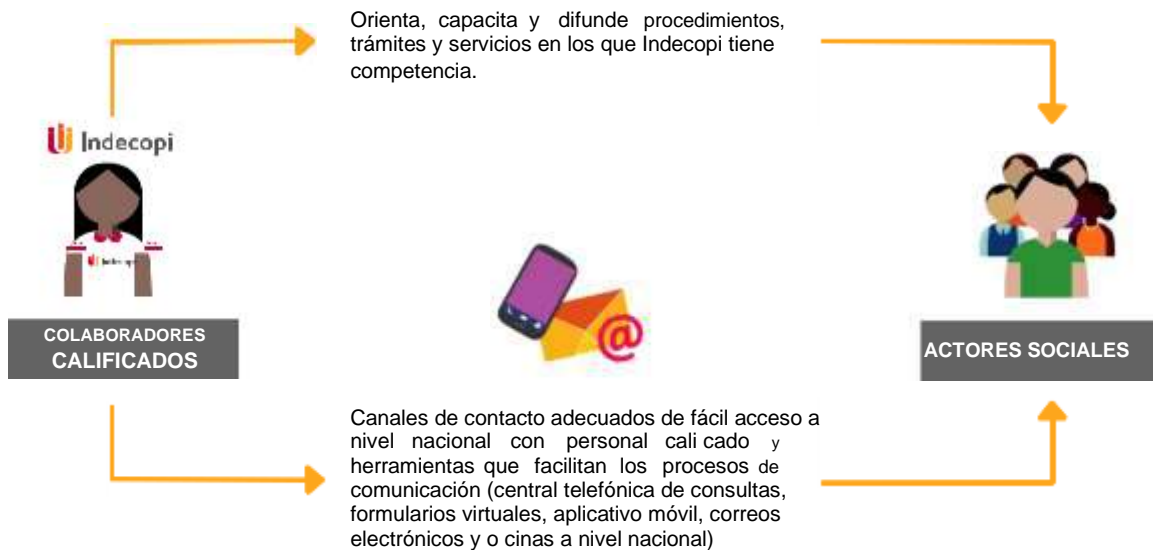 Orienta, capacita y difunde procedimientos,
trámites y servicios en los que Indecopi tiene
competencia.
Indecopi
Indecopi
COLABORADORES
CALIFICADOS
ACTORES SOCIALES
Canales de contacto adecuados de fácil acceso a
nivel nacional con personal cali cado y
herramientas que facilitan los procesos de
comunicación (central telefónica de consultas,
formularios virtuales, aplicativo móvil, correos
electrónicos y o cinas a nivel nacional)